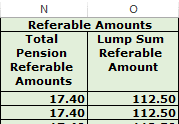 N O
Referable Amounts
Total Lump Sum
Pension Referable
Referable Amount
Amounts
17.40 112.50
17.40 112.50